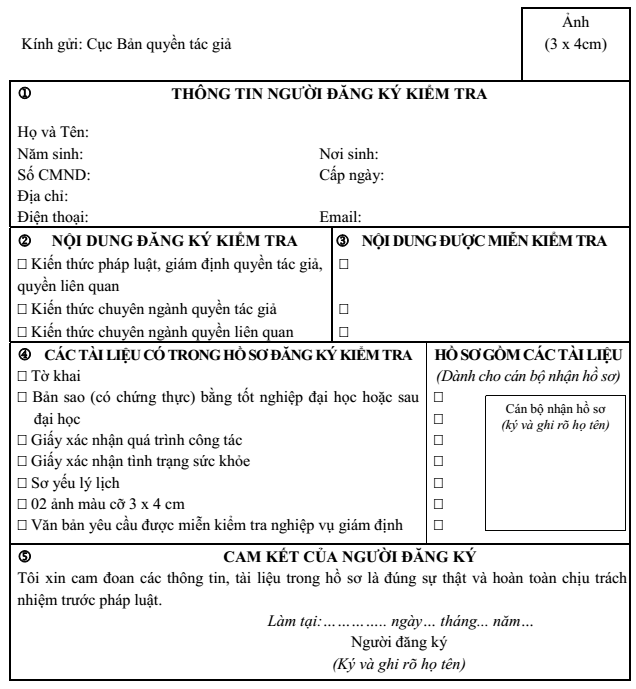 Ảnh
Kính gửi: Cục Bản quyền tác giả
(3 x 4cm)
① THÔNG TIN NGƯỜI ĐĂNG KÝ KIỂM TRA
Họ và Tên:
Năm sinh: Nơi sinh:
Số CMND: Cấp ngày:
Địa chỉ:
Điện thoại: Email:
② NỘI DUNG ĐĂNG KÝ KIỂM TRA
□ Kiến thức pháp luật, giám định quyền tác giả,
quyền liên quan
□ Kiến thức chuyên ngành quyền tác giả
□ Kiến thức chuyên ngành quyền liên quan
③ NỘI DUNG ĐƯỢC MIỄN KIỂM TRA
□
□
□
④ CÁC TÀI LIỆU CÓ TRONG HỒ SƠ ĐĂNG KÝ KIỂM TRA
□ Tờ khai
□ Bản sao (có chứng thực) bằng tốt nghiệp đại học hoặc sau
đại học
□ Giấy xác nhận quá trình công tác
□ Giấy xác nhận tình trạng sức khỏe
□ Sơ yếu lý lịch
□ 02 ảnh màu cỡ 3 x 4 cm
□ Văn bản yêu cầu được miễn kiểm tra nghiệp vụ giám định
HỒ SƠ GỒM CÁC TÀI LIỆU
(Dành cho cán bộ nhận hồ sơ)
□
□
□
□
□
□
□
Cán bộ nhận hồ sơ
(ký và ghi rõ họ tên)
⑤ CAM KẾT CỦA NGƯỜI ĐĂNG KÝ
Tôi xin cam đoan các thông tin, tài liệu trong hồ sơ là đúng sự thật và hoàn toàn chịu trách
nhiệm trước pháp luật.
Làm tại:………….. ngày… tháng... năm…
Người đăng ký
(Ký và ghi rõ họ tên)